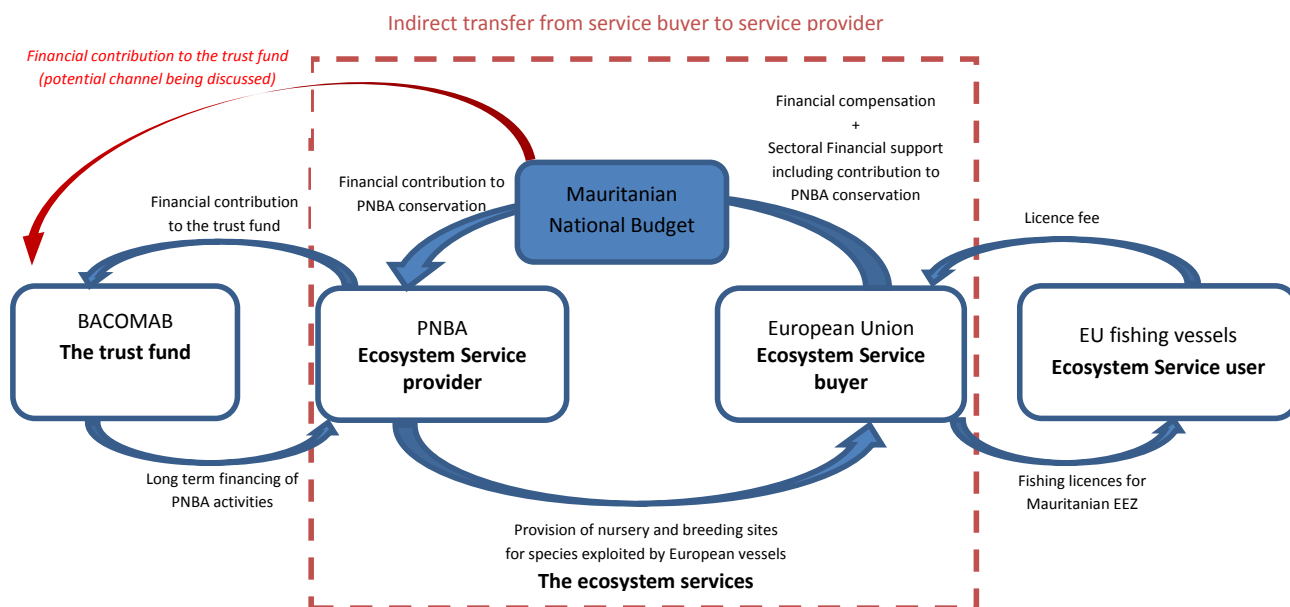 Indirect transfer from service buyer to service provider
Financial contribution to the trust fund
(potential channel being discussed)
Financial compensation
+
Sectoral Financial support
including contribution to
PNBA conservation
Financial contribution to
PNBA conservation
Mauritanian
National Budget
Financial contribution
to the trust fund
Licence fee
BACOMAB
The trust fund
PNBA
Ecosystem Service
provider
European Union
Ecosystem Service
buyer
EU fishing vessels
Ecosystem Service user
Long term financing of
PNBA activities
Fishing licences for
Mauritanian EEZ
Provision of nursery and breeding sites
for species exploited by European vessels
The ecosystem services